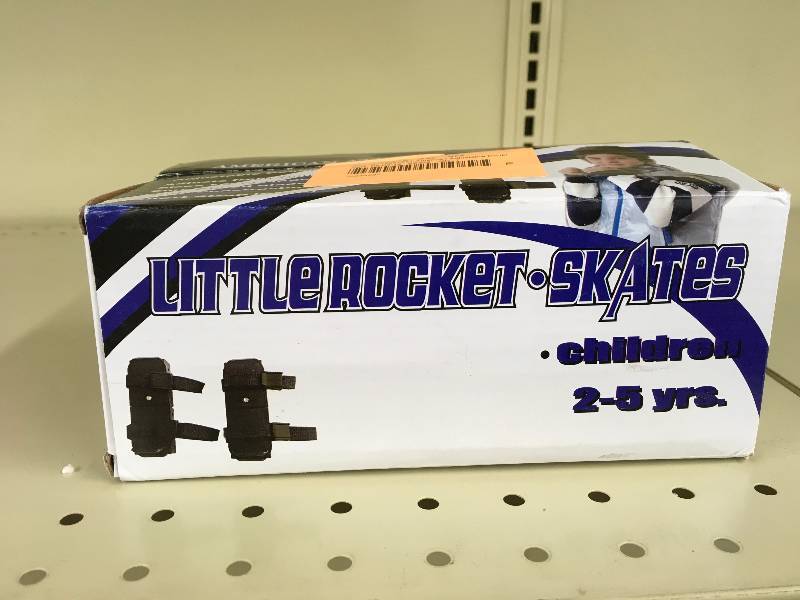 LITTLE ROCKET • SKATES
• children
2-5 yrs.